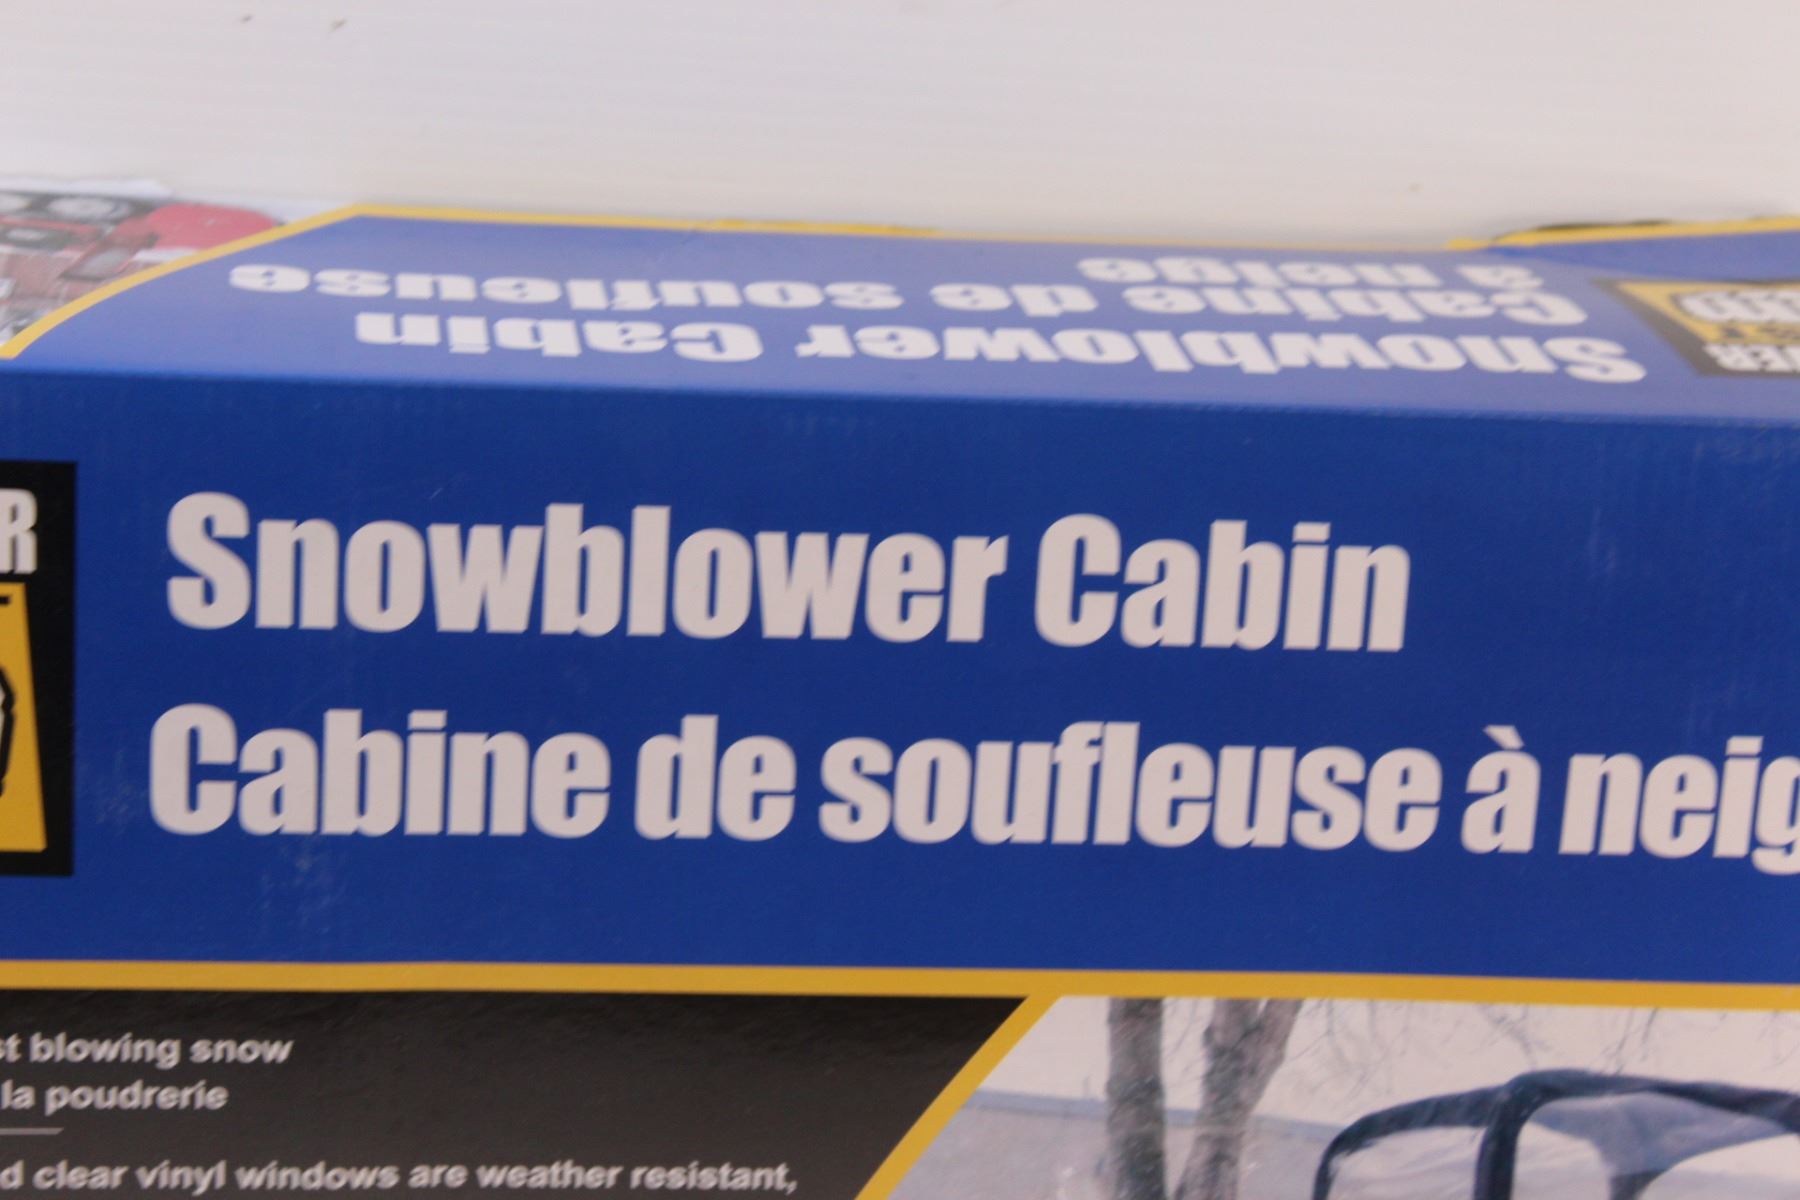 Snowblower Cabin
Cabine de soufleuse
à neige
Snowblower Cabin
Cabine de soufleuse à neig
blowing snow
la poudrerie
clear vinyl windows are weather resistant,